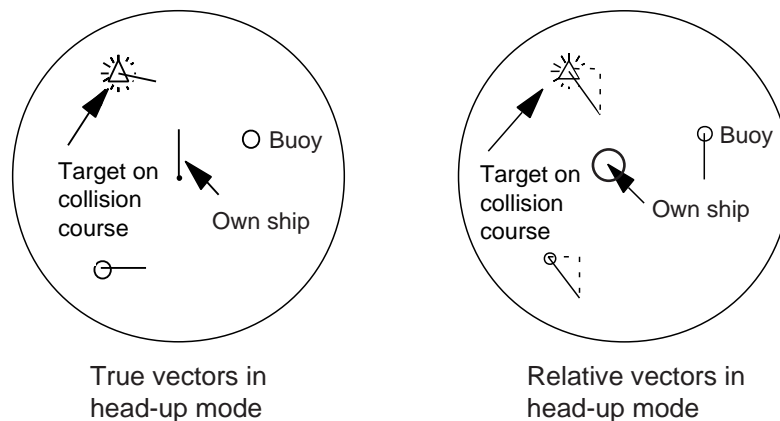 Buoy
Target on
collision
course
Own ship
True vectors in
head-up mode
Buoy
Target on
collision
course
Own ship
Relative vectors in
head-up mode